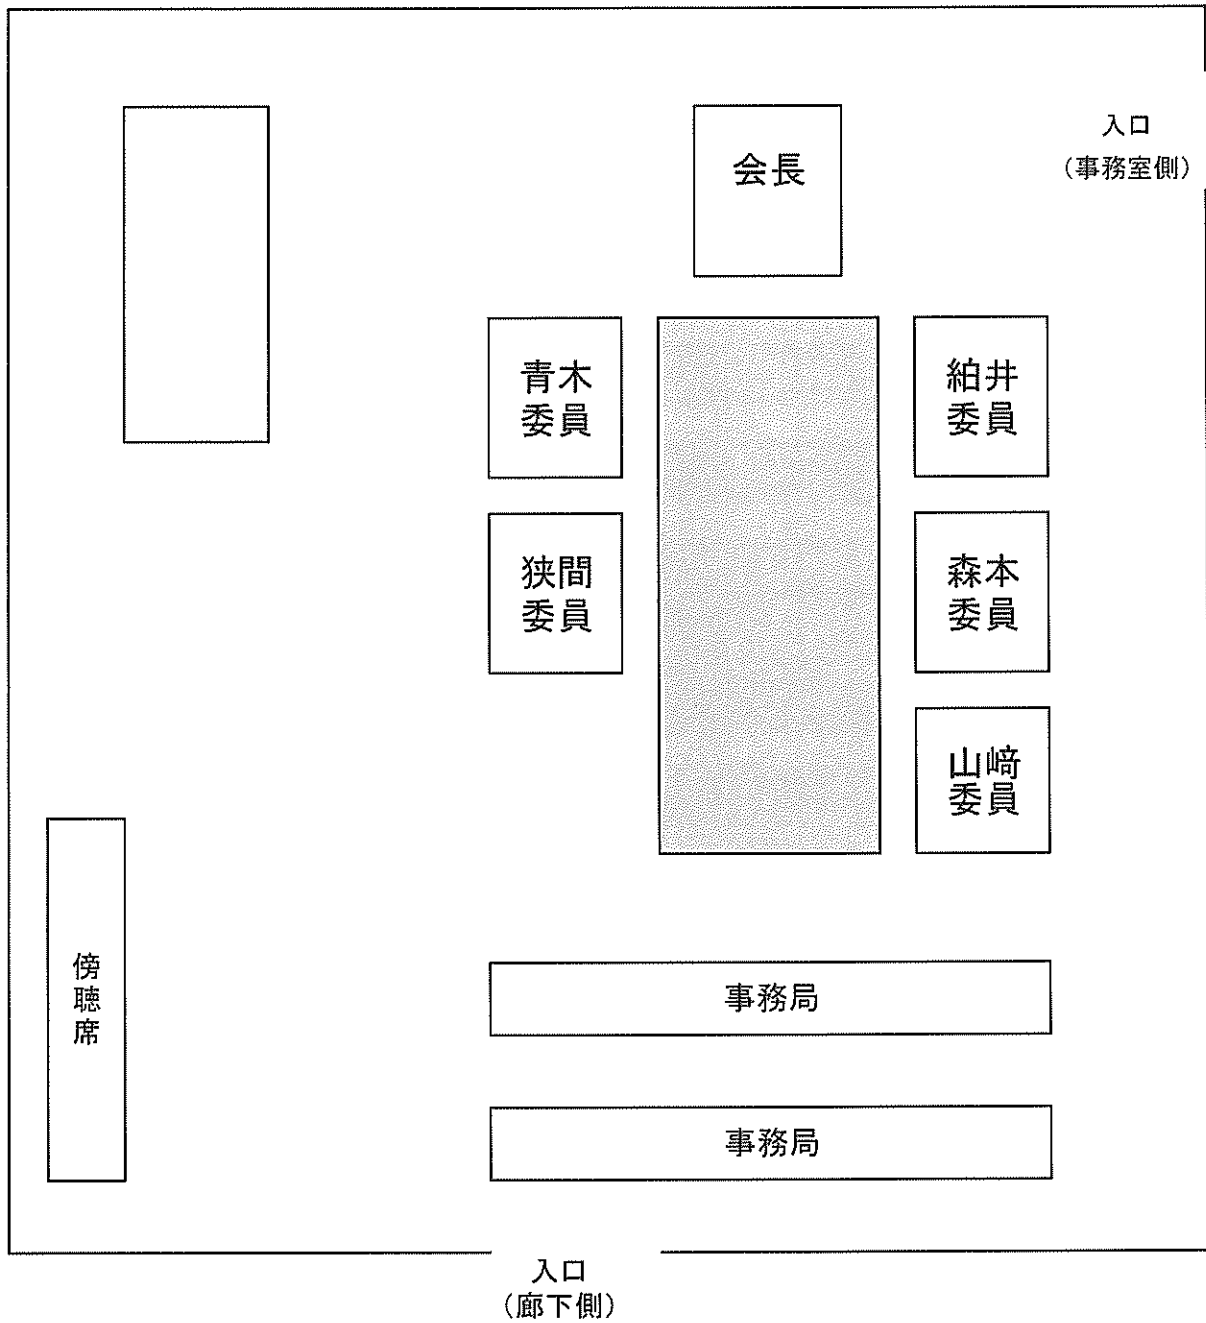 入口
（事務室側）
会長
青木
委員
絈井
委員
狭間
委員
森本
委員
山﨑
委員
傍聴席
事務局
事務局
入口
（廊下側）